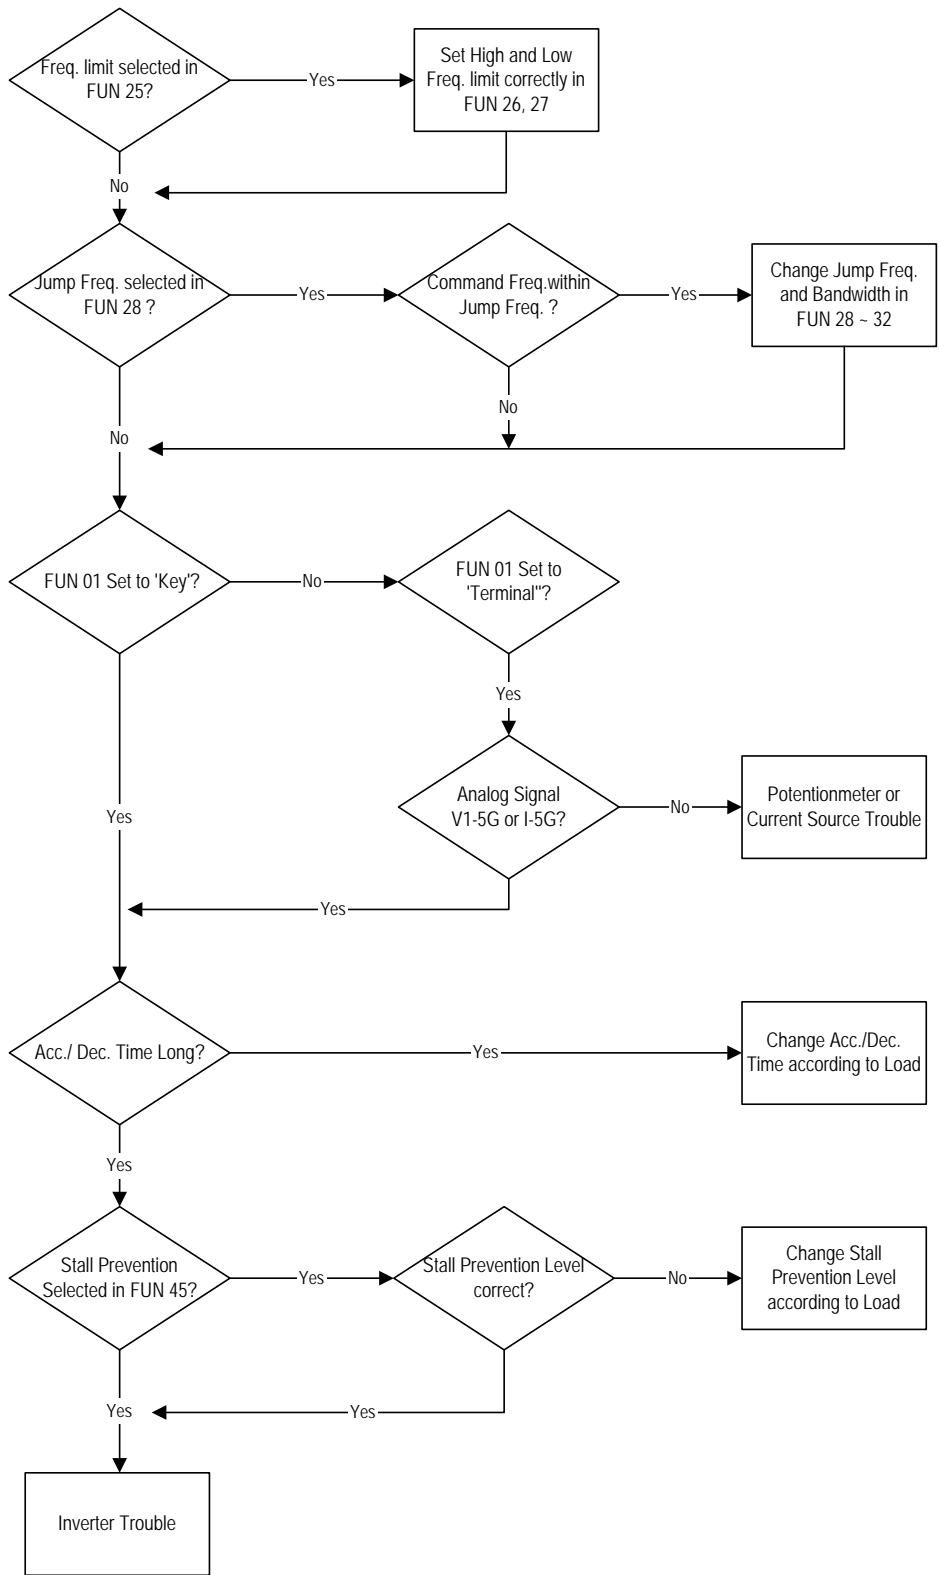 Freq. limit selected in
FUN 25?
Yes
Set High and Low
Freq. limit correctly in
FUN 26, 27
No
Jump Freq. selected in
FUN 28 ?
Yes
Command Freq.within
Jump Freq. ?
Yes
Change Jump Freq.
and Bandwidth in
FUN 28 ~ 32
No
No
FUN 01 Set to 'Key'?
No
FUN 01 Set to
'Terminal"?
Yes
Yes
Analog Signal
V1-5G or I-5G?
No
Potentionmeter or
Current Source Trouble
Yes
Acc./ Dec. Time Long?
Yes
Change Acc./Dec.
Time according to Load
Yes
Stall Prevention
Selected in FUN 45?
Yes
Stall Prevention Level
correct?
No
Change Stall
Prevention Level
according to Load
Yes
Yes
Inverter Trouble